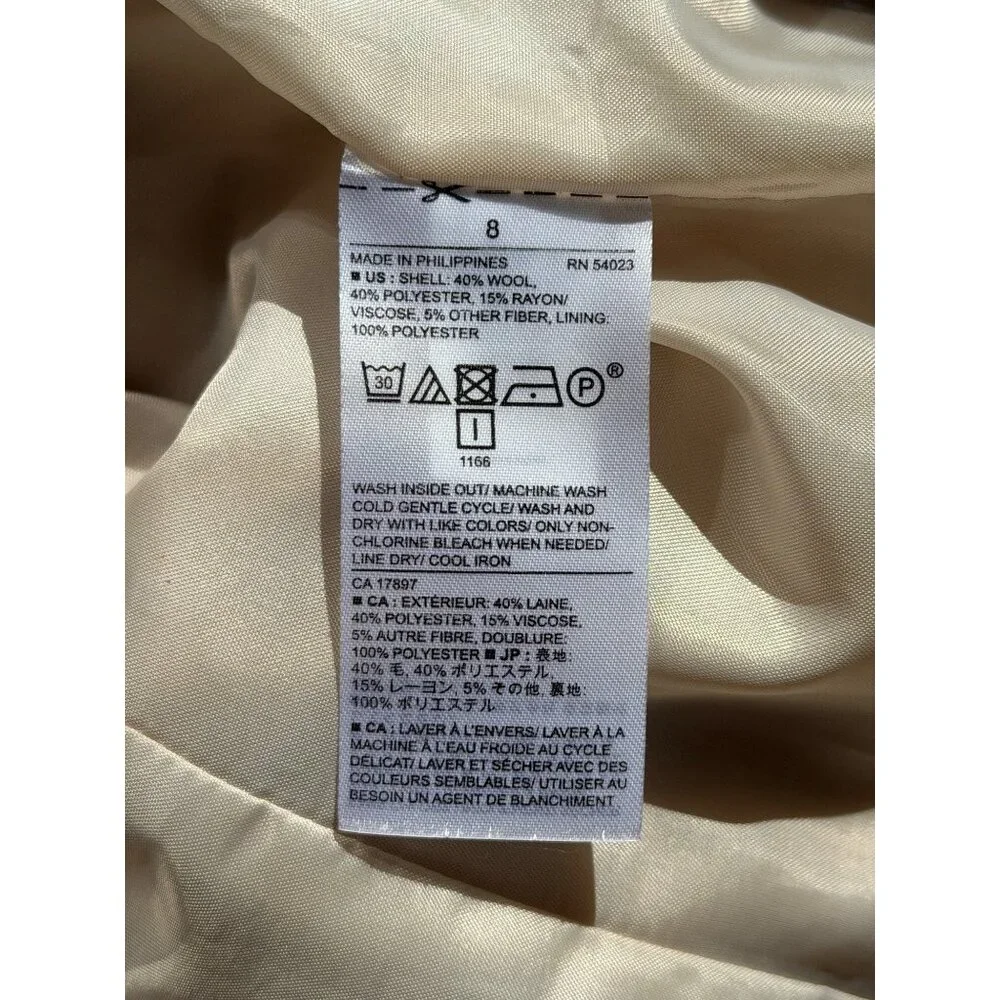 8
MADE IN PHILIPPINES RN 54023
■ US : SHELL: 40% WOOL,
40% POLYESTER, 15% RAYON/
VISCOSE, 5% OTHER FIBER, LINING:
100% POLYESTER
30 P®
1166
WASH INSIDE OUT/ MACHINE WASH
COLD GENTLE CYCLE/ WASH AND
DRY WITH LIKE COLORS/ ONLY NON-
CHLORINE BLEACH WHEN NEEDED/
LINE DRY/ COOL IRON
CA 17897
■ CA : EXTÉRIEUR: 40% LAINE,
40% POLYESTER, 15% VISCOSE,
5% AUTRE FIBRE, DOUBLURE:
100% POLYESTER ■ JP : 表地:
40% 毛, 40% ポリエステル,
15% レーヨン, 5% その他, 裏地:
100% ポリエステル
■ CA : LAVER À L'ENVERS/ LAVER À LA
MACHINE À L'EAU FROIDE AU CYCLE
DÉLICAT/ LAVER ET SÉCHER AVEC DES
COULEURS SEMBLABLES/ UTILISER AU
BESOIN UN AGENT DE BLANCHIMENT